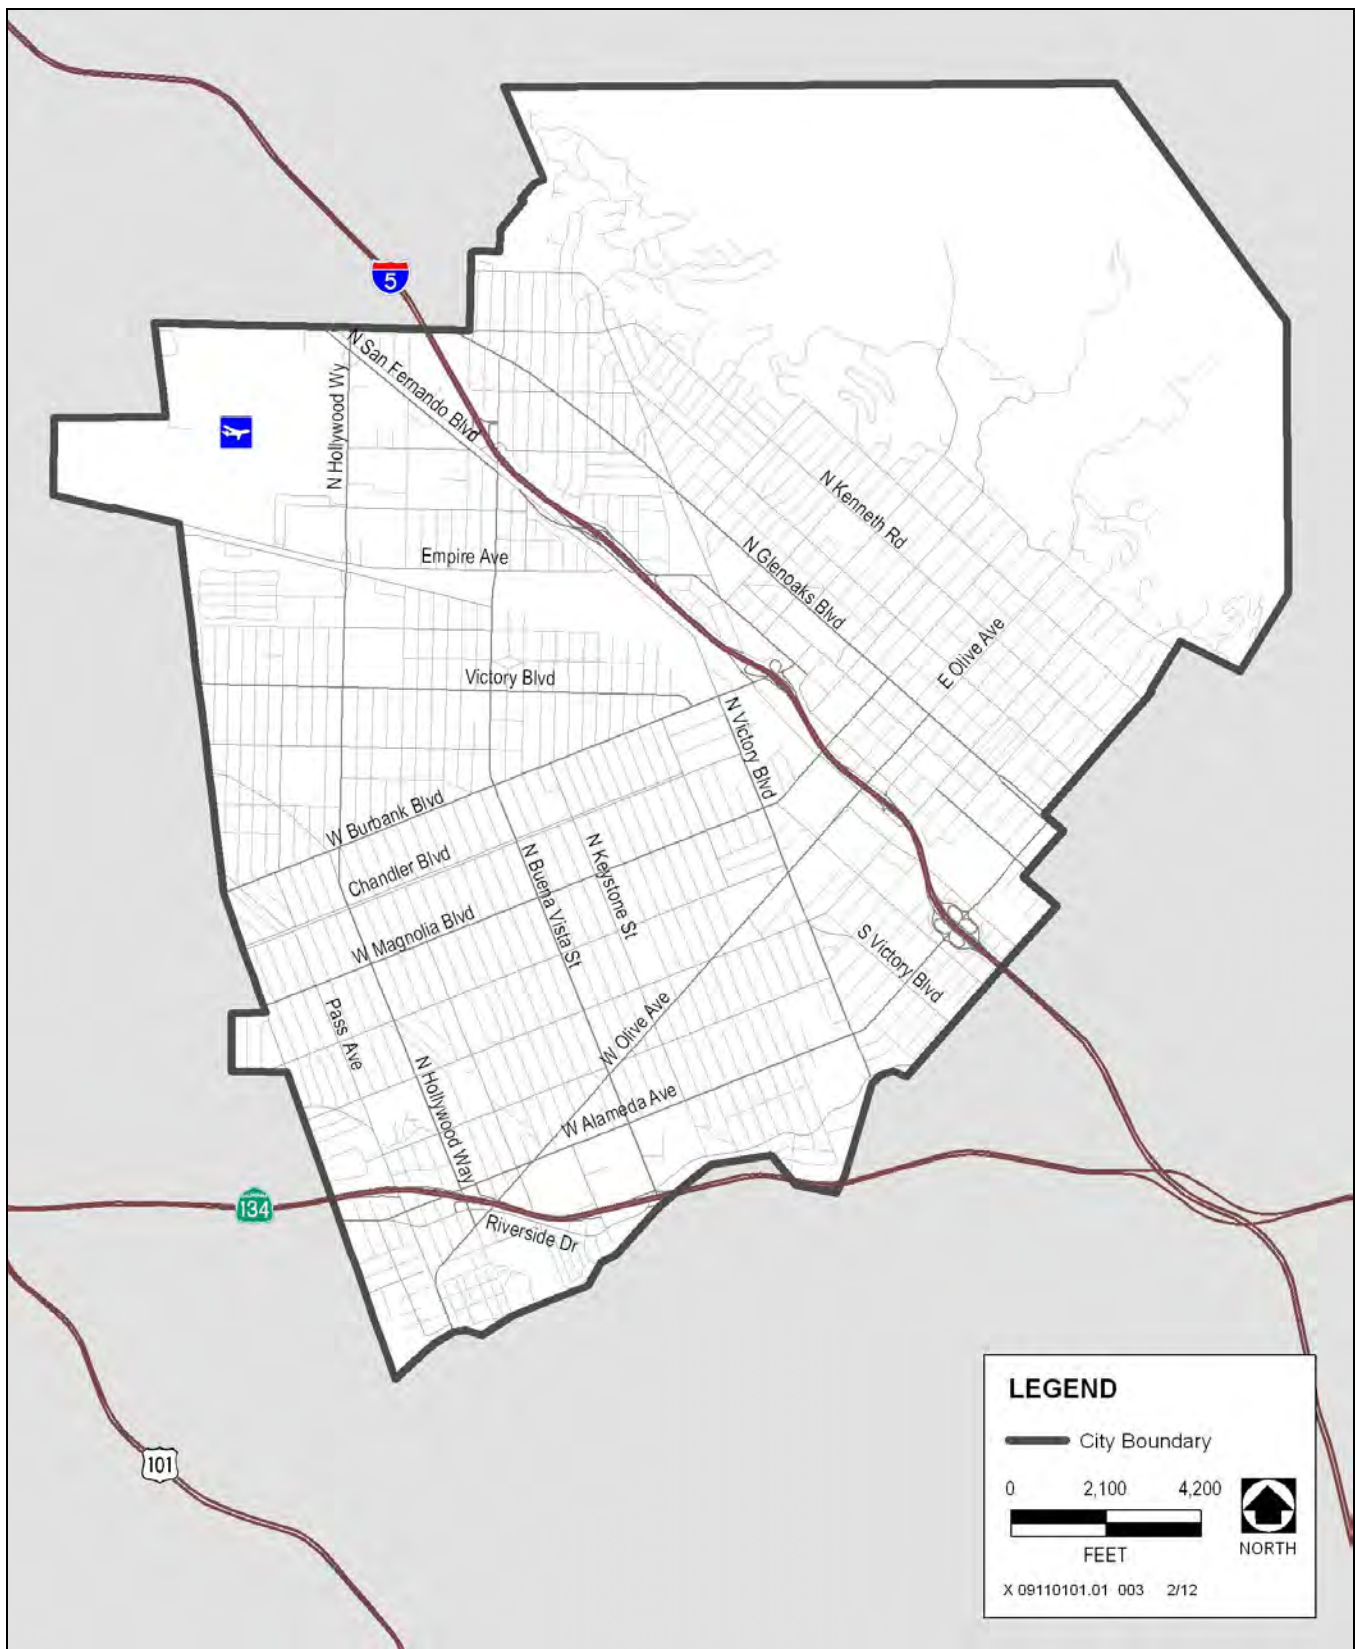 5
N San Fernando Blvd
N Hollywood Wy
N Kenneth Rd
Empire Ave
N Glenoaks Blvd
E Olive Ave
Victory Blvd
N Victory Blvd
W Burbank Blvd
Chandler Blvd
N Buena Vista St
N Keystone St
W Magnolia Blvd
S Victory Blvd
Pass Ave
W Olive Ave
N Hollywood Way
W Alameda Ave
134
Riverside Dr
101
LEGEND
City Boundary
0 2,100 4,200
FEET
NORTH
X 09110101.01 003 2/12